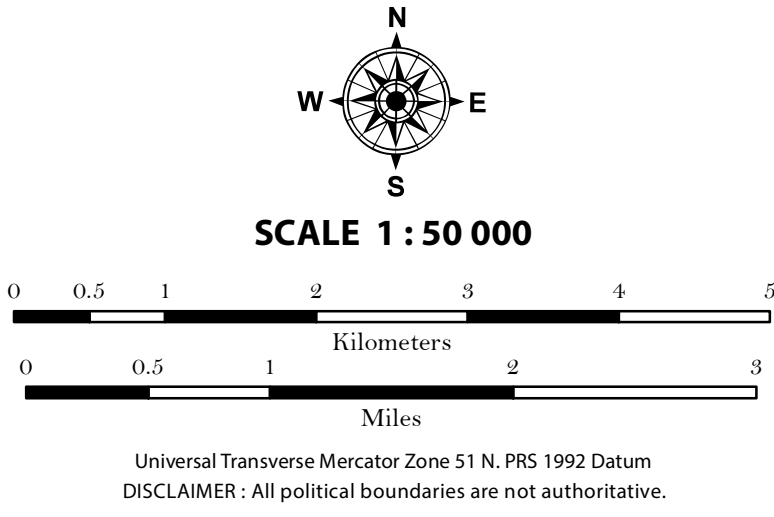 N
W E
S
SCALE 1 : 50 000
0 0.5 1 2 3 4 5
Kilometers
0 0.5 1 2 3
Miles
Universal Transverse Mercator Zone 51 N. PRS 1992 Datum
DISCLAIMER : All political boundaries are not authoritative.